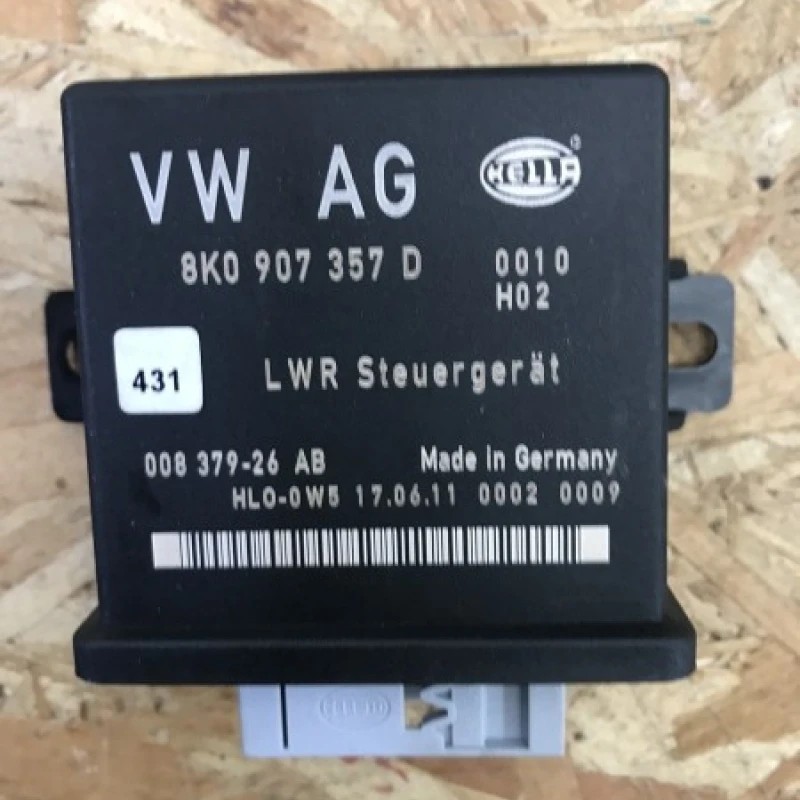 VW AG HELLA ®
8K0 907 357 D 0010
H02
431 LWR Steuergerät
008 379-26 AB Made in Germany
HLO-0W5 17.06.11 0002 0009
HELLA